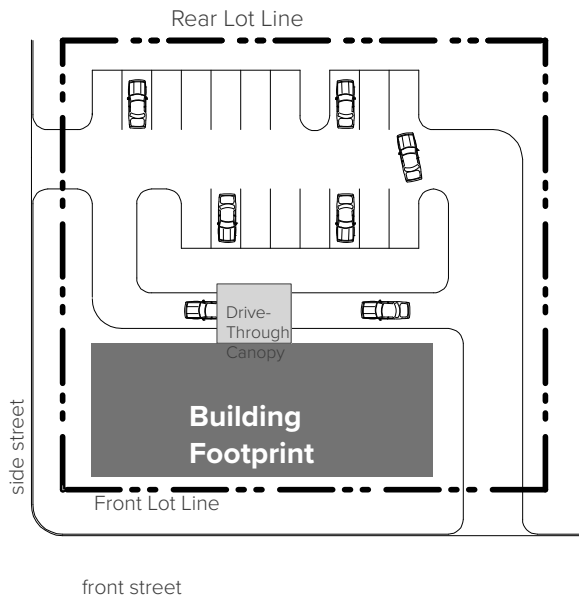 Rear Lot Line
Drive-
Through
Canopy
Building
Footprint
side street
Front Lot Line
front street